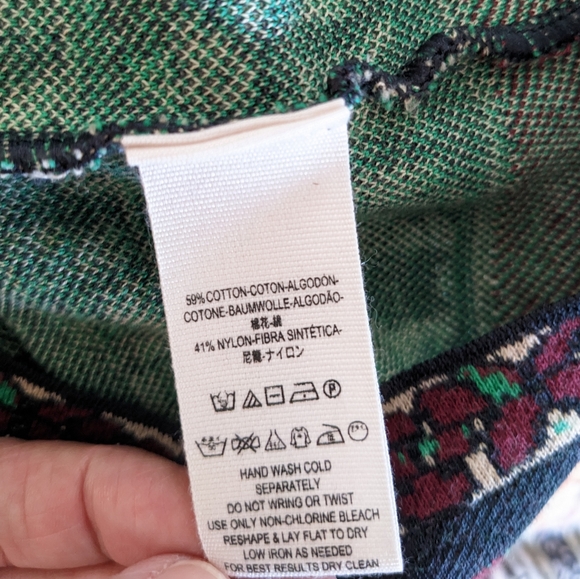 59% COTTON-COTON-ALGODÓN-
COTONE-BAUMWOLLE-ALGODÃO-
棉花-綿
41% NYLON-FIBRA SINTÉTICA-
尼龍-ナイロン
P
HAND WASH COLD
SEPARATELY
DO NOT WRING OR TWIST
USE ONLY NON-CHLORINE BLEACH
RESHAPE & LAY FLAT TO DRY
LOW IRON AS NEEDED
FOR BEST RESULTS DRY CLEAN